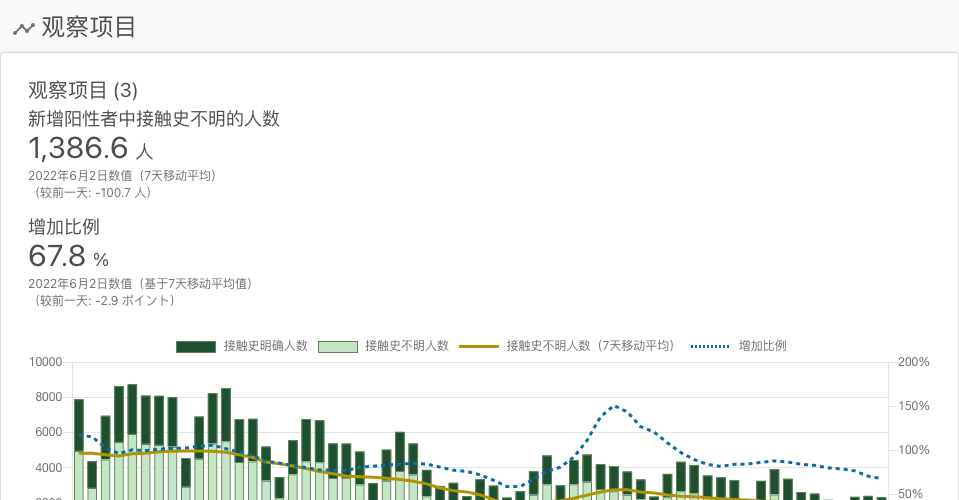 观察项目
观察项目 (3)
新增阳性者中接触史不明的人数
1,386.6 人
2022年6月2日数值（7天移动平均）
（较前一天: -100.7 人）
增加比例
67.8 %
2022年6月2日数值（基于7天移动平均值）
（较前一天: -2.9 ポイント）
接触史明确人数 接触史不明人数 接触史不明人数（7天移动平均） 增加比例
10000 200%
8000 150%
6000 100%
4000 50%